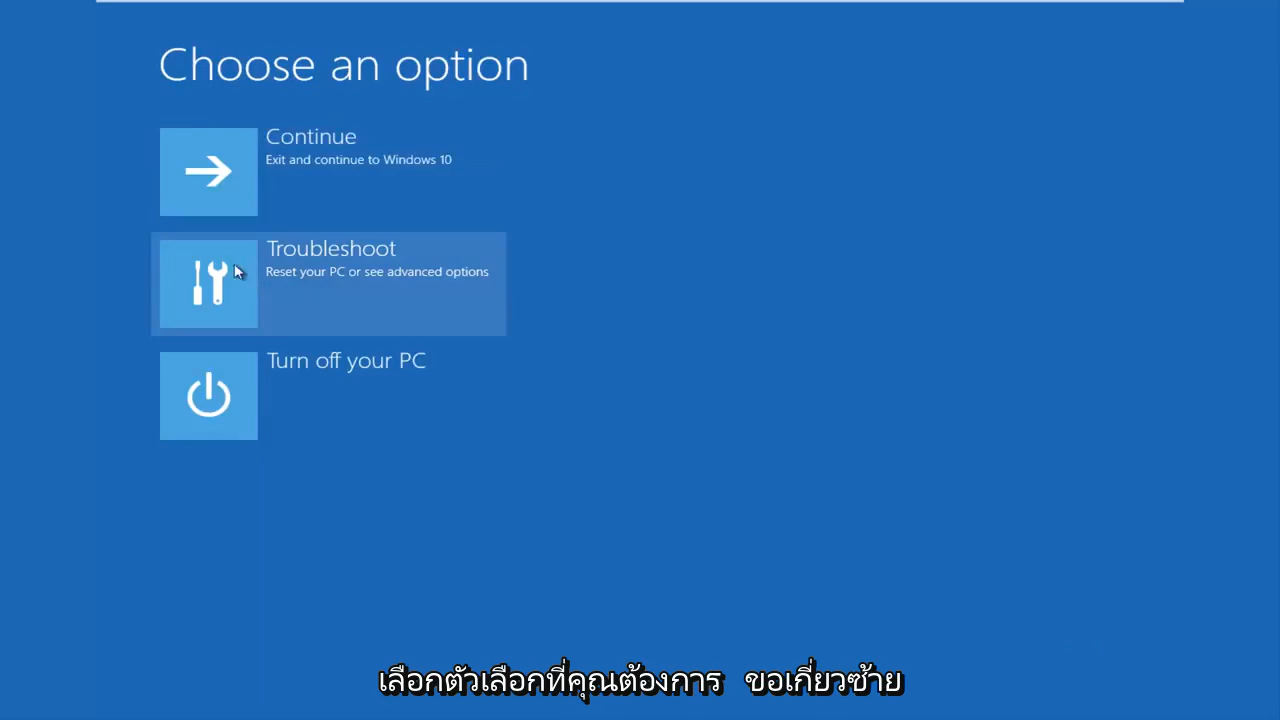 Choose an option
Continue
Exit and continue to Windows 10
Troubleshoot
Reset your PC or see advanced options
Turn off your PC
เลือกตัวเลือกที่คุณต้องการ ขอเกี่ยวซ้าย